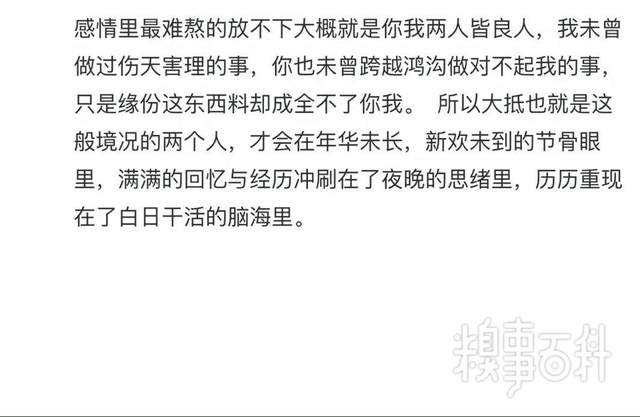 感情里最难熬的放不下大概就是你我两人皆良人，我未曾
做过伤天害理的事，你也未曾跨越鸿沟做对不起我的事，
只是缘份这东西料却成全不了你我。 所以大抵也就是这
般境况的两个人，才会在年华未长，新欢未到的节骨眼
里，满满的回忆与经历冲刷在了夜晚的思绪里，历历重现
在了白日干活的脑海里。
糗事百科